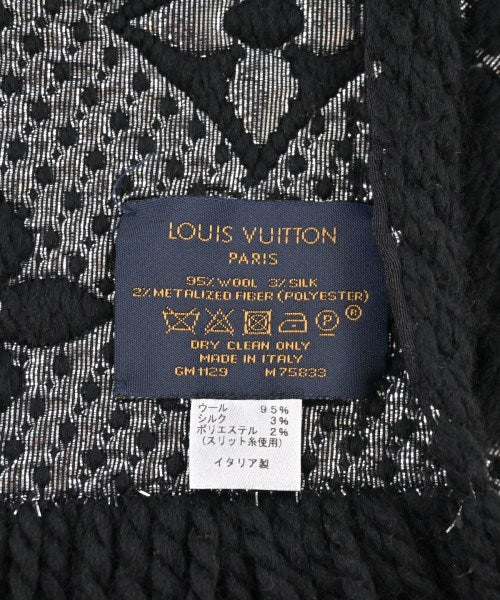 LOUIS VUITTON
PARIS
95% WOOL 3% SILK
2% METALIZED FIBER (POLYESTER)
P
DRY CLEAN ONLY
MADE IN ITALY
GM1129 M75833
ウール 95%
シルク 3%
ポリエステル 2%
(スリット糸使用)
イタリア製